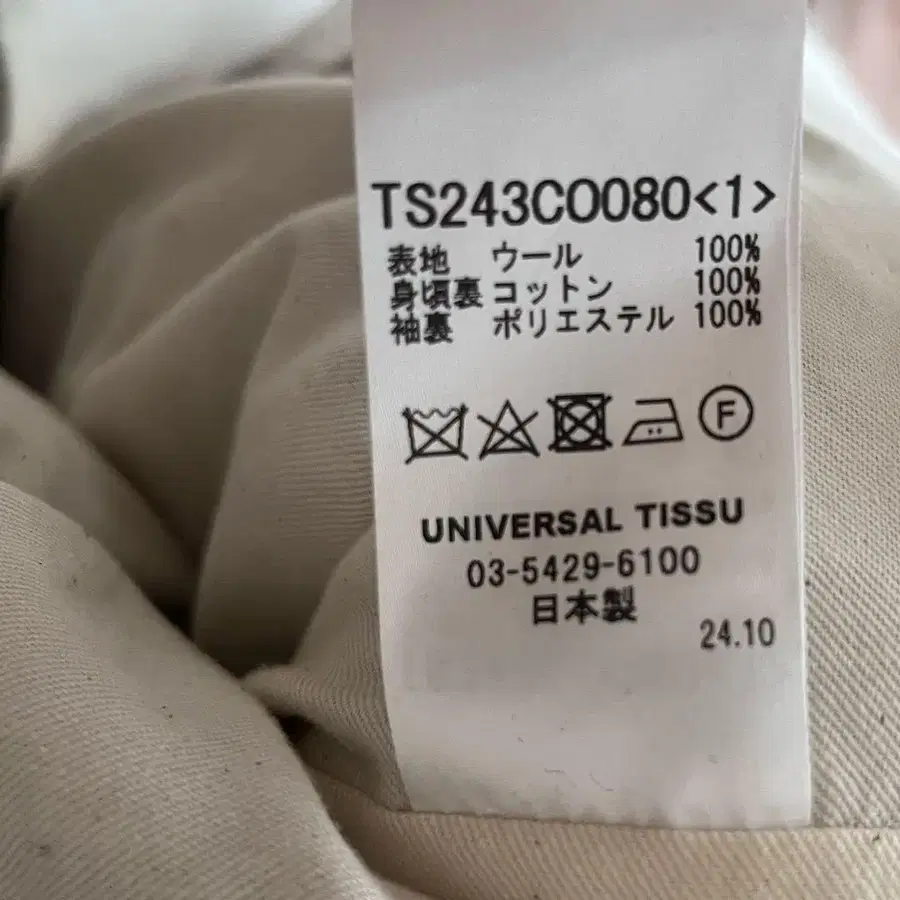 TS243CO080<1>
表地 ウール 100%
身頃裏 コットン 100%
袖裏 ポリエステル 100%
F
UNIVERSAL TISSU
03-5429-6100
日本製
24.10